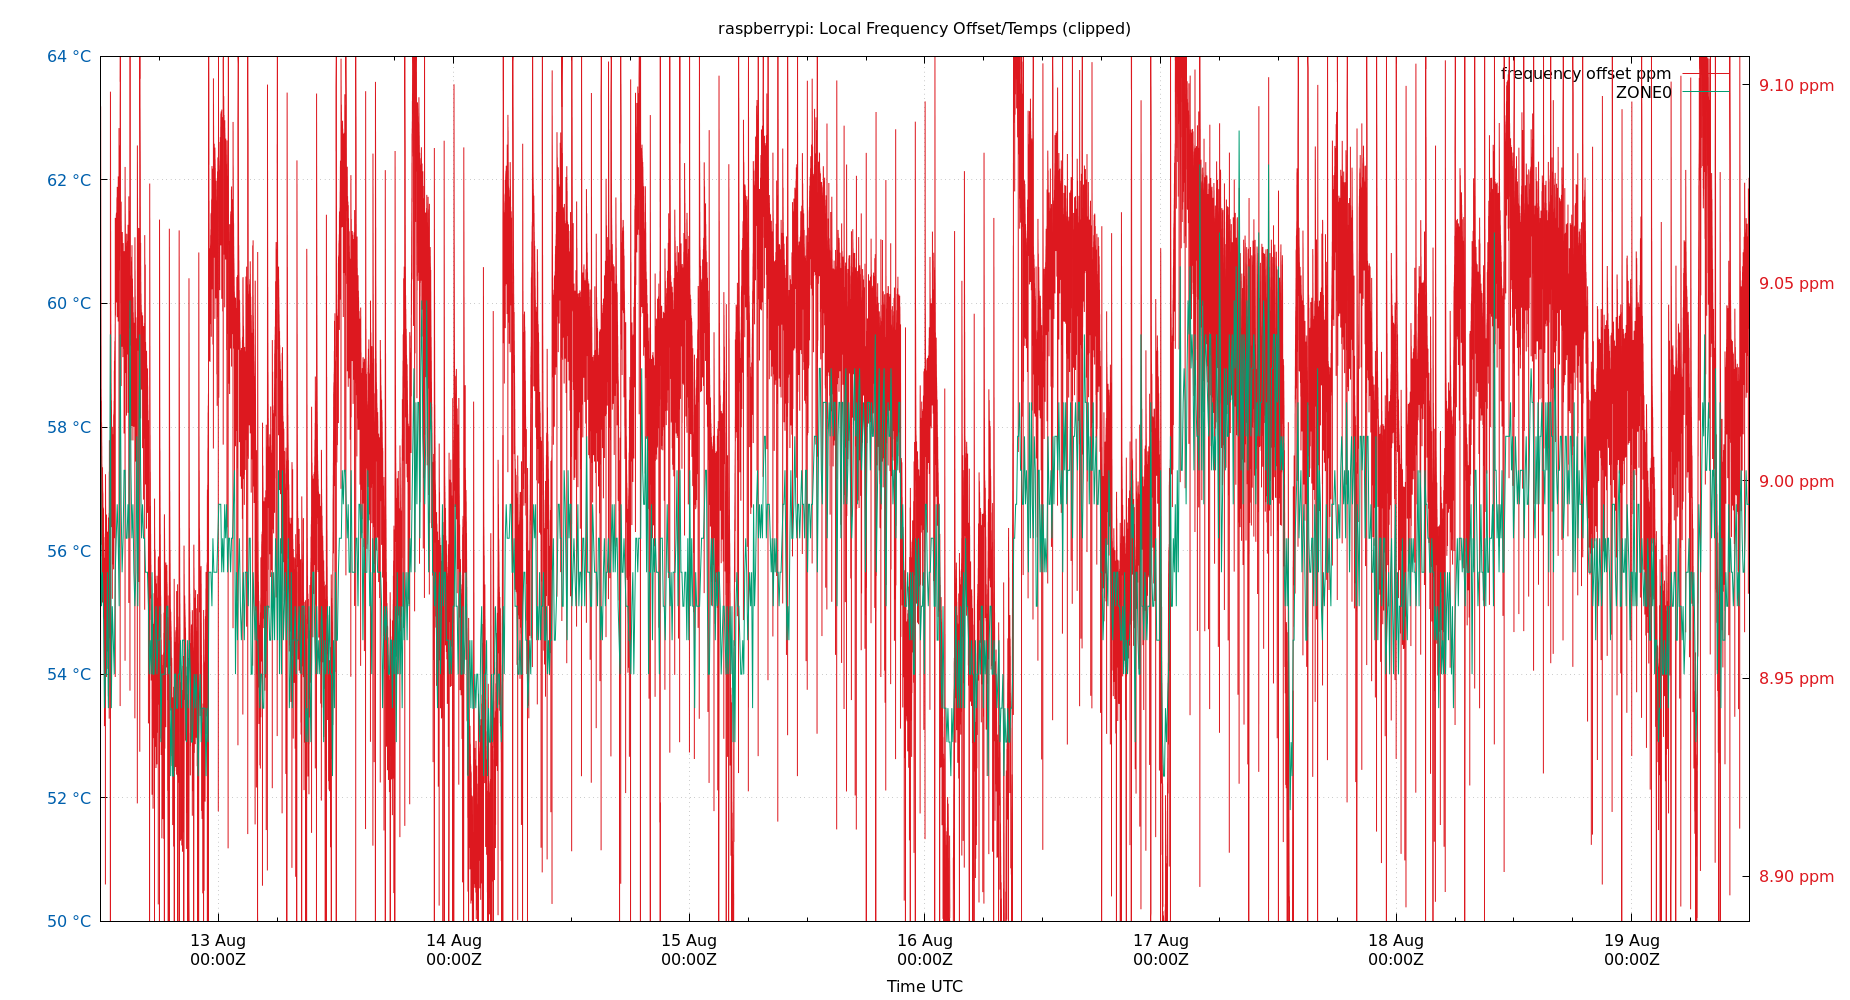 raspberrypi: Local Frequency Offset/Temps (clipped)
64 °C
62 °C
60 °C
58 °C
56 °C
54 °C
52 °C
50 °C
frequency offset ppm
ZONE0
9.10 ppm
9.05 ppm
9.00 ppm
8.95 ppm
8.90 ppm
13 Aug 14 Aug 15 Aug 16 Aug 17 Aug 18 Aug 19 Aug
00:00Z 00:00Z 00:00Z 00:00Z 00:00Z 00:00Z 00:00Z
Time UTC